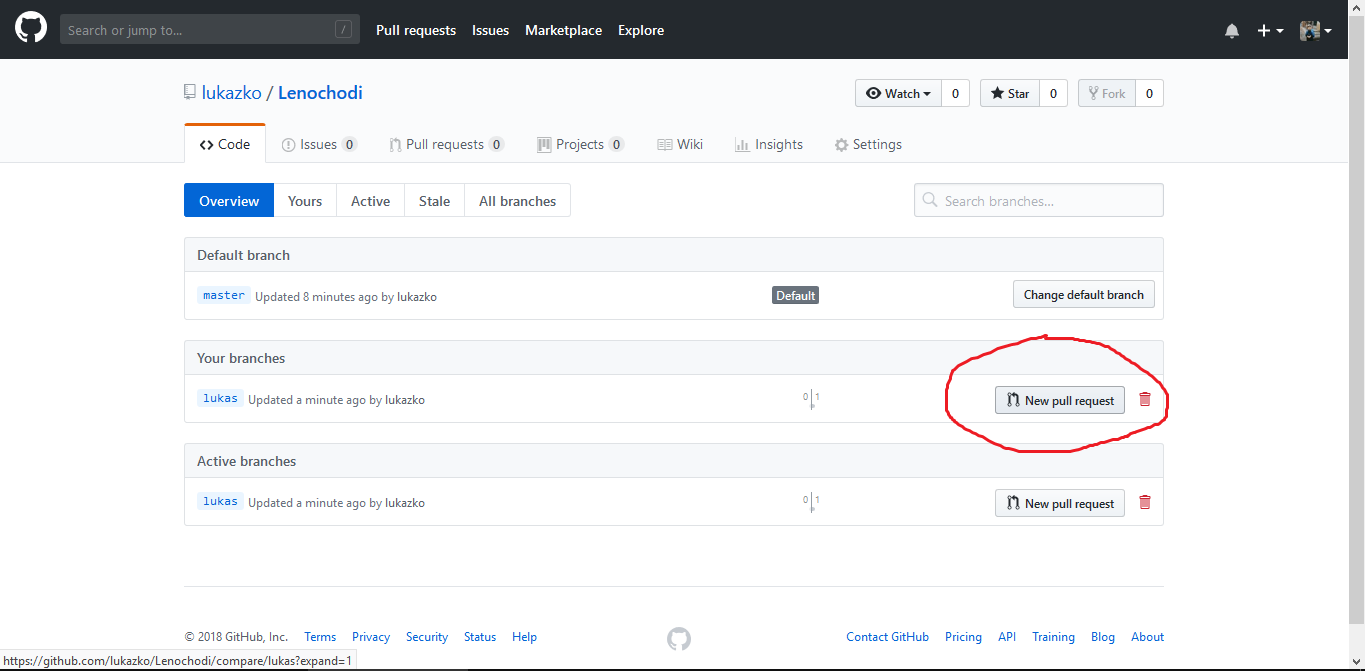 Search or jump to... / Pull requests Issues Marketplace Explore
lukazko / Lenochodi Watch 0 Star 0 Fork 0
Code Issues 0 Pull requests 0 Projects 0 Wiki Insights Settings
Overview Yours Active Stale All branches Search branches...
Default branch
master Updated 8 minutes ago by lukazko Default Change default branch
Your branches
lukas Updated a minute ago by lukazko 0 1 New pull request
Active branches
lukas Updated a minute ago by lukazko 0 1 New pull request
© 2018 GitHub, Inc. Terms Privacy Security Status Help Contact GitHub Pricing API Training Blog About
https://github.com/lukazko/Lenochodi/compare/lukas?expand=1